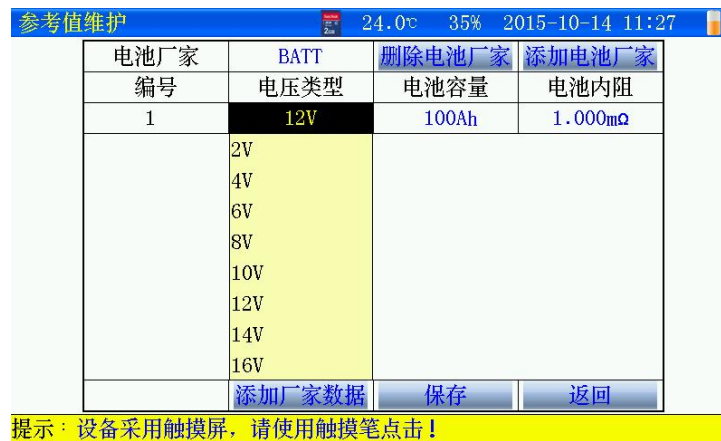 参考值维护 24.0℃ 35% 2015-10-14 11:27
电池厂家 BATT 删除电池厂家 添加电池厂家
编号 电压类型 电池容量 电池内阻
1 12V 100Ah 1.000mΩ
2V
4V
6V
8V
10V
12V
14V
16V
添加厂家数据 保存 返回
提示：设备采用触摸屏，请使用触摸笔点击！